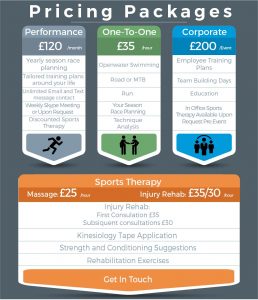 Pricing Packages
Performance
£120 /month
Yearly season race
planning
Tailored training plans
around your life
Unlimited Email and Text
message contact
Weekly Skype Meeting
or Upon Request
Discounted Sports
Therapy
One-To-One
£35 /hour
Openwater Swimming
Road or MTB
Run
Your Season
Race Planning
Technique
Analysis
Corporate
£200 /Event
Employee Training
Plans
Team Building Days
Education
In Office Sports
Therapy Available Upon
Request Pre Event
Sports Therapy
Massage: £25 /hour
Injury Rehab: £35/30 /hour
Injury Rehab:
First Consultation £35
Subsiquent consultations £30
Kinesiology Tape Application
Strength and Conditioning Suggestions
Rehabilitation Exercises
Get In Touch